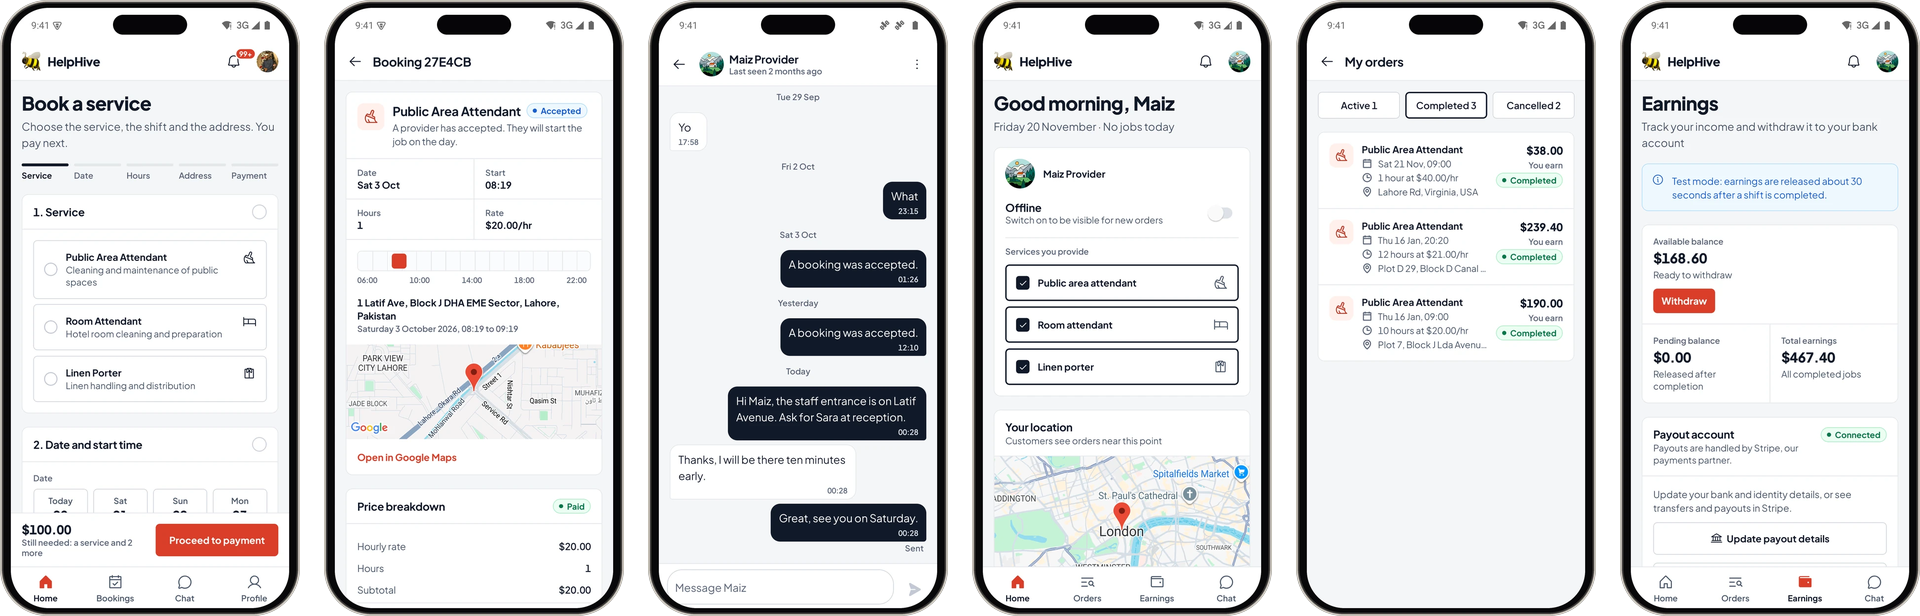 9:41
3G
HelpHive
99+
Book a service
Choose the service, the shift and the address. You
pay next.
Service
Date
Hours
Address
Payment
1. Service
Public Area Attendant
Cleaning and maintenance of public
spaces
Room Attendant
Hotel room cleaning and preparation
Linen Porter
Linen handling and distribution
2. Date and start time
Date
Today
Sat
Sun
Mon
$100.00
Still needed: a service and 2
more
Proceed to payment
Home
Bookings
Chat
Profile
9:41
3G
Booking 27E4CB
Public Area Attendant
Accepted
A provider has accepted. They will start the
job on the day.
Date
Sat 3 Oct
Start
08:19
Hours
1
Rate
$20.00/hr
06:00
10:00
14:00
18:00
22:00
1 Latif Ave, Block J DHA EME Sector, Lahore,
Pakistan
Saturday 3 October 2026, 08:19 to 09:19
Kababjees
PARK VIEW
CITY LAHORE
Street 1
Nishtar St
Qasim St
JADE BLOCK
Service Rd
Google
Open in Google Maps
Price breakdown
Paid
Hourly rate
$20.00
Hours
1
Subtotal
$20.00
9:41
Maiz Provider
Last seen 2 months ago
Tue 29 Sep
Yo
17:58
Fri 2 Oct
What
23:15
Sat 3 Oct
A booking was accepted.
01:26
Yesterday
A booking was accepted.
12:10
Today
Hi Maiz, the staff entrance is on Latif
Avenue. Ask for Sara at reception.
00:28
Thanks, I will be there ten minutes
early.
00:28
Great, see you on Saturday.
00:28
Sent
Message Maiz
9:41
3G
HelpHive
Good morning, Maiz
Friday 20 November · No jobs today
Maiz Provider
Offline
Switch on to be visible for new orders
Services you provide
Public area attendant
Room attendant
Linen porter
Your location
Customers see orders near this point
Spitalfields Market
ADDINGTON
St. Paul's Cathedral
London
SOUTHWARK
WESTMINSTER
Home
Orders
Earnings
Chat
9:41
3G
My orders
Active 1
Completed 3
Cancelled 2
Public Area Attendant
$38.00
Sat 21 Nov, 09:00
You earn
1 hour at $40.00/hr
Completed
Lahore Rd, Virginia, USA
Public Area Attendant
$239.40
Thu 16 Jan, 20:20
You earn
12 hours at $21.00/hr
Completed
Plot D 29, Block D Canal ...
Public Area Attendant
$190.00
Thu 16 Jan, 09:00
You earn
10 hours at $20.00/hr
Completed
Plot 7, Block J Lda Avenu...
9:41
3G
HelpHive
Earnings
Track your income and withdraw it to your bank
account
Test mode: earnings are released about 30
seconds after a shift is completed.
Available balance
$168.60
Ready to withdraw
Withdraw
Pending balance
$0.00
Released after
completion
Total earnings
$467.40
All completed jobs
Payout account
Connected
Payouts are handled by Stripe, our
payments partner.
Update your bank and identity details, or see
transfers and payouts in Stripe.
Update payout details
Home
Orders
Earnings
Chat